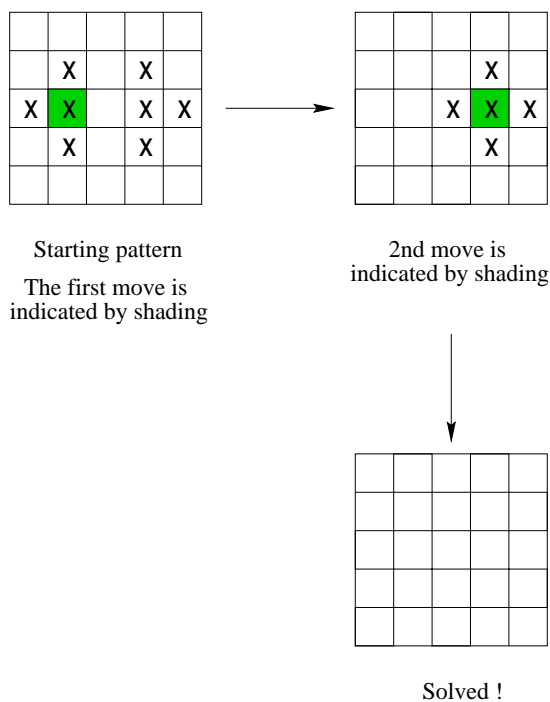 X X
X X X X
X X
Starting pattern
The first move is
indicated by shading
X
X X X
X
2nd move is
indicated by shading
Solved !